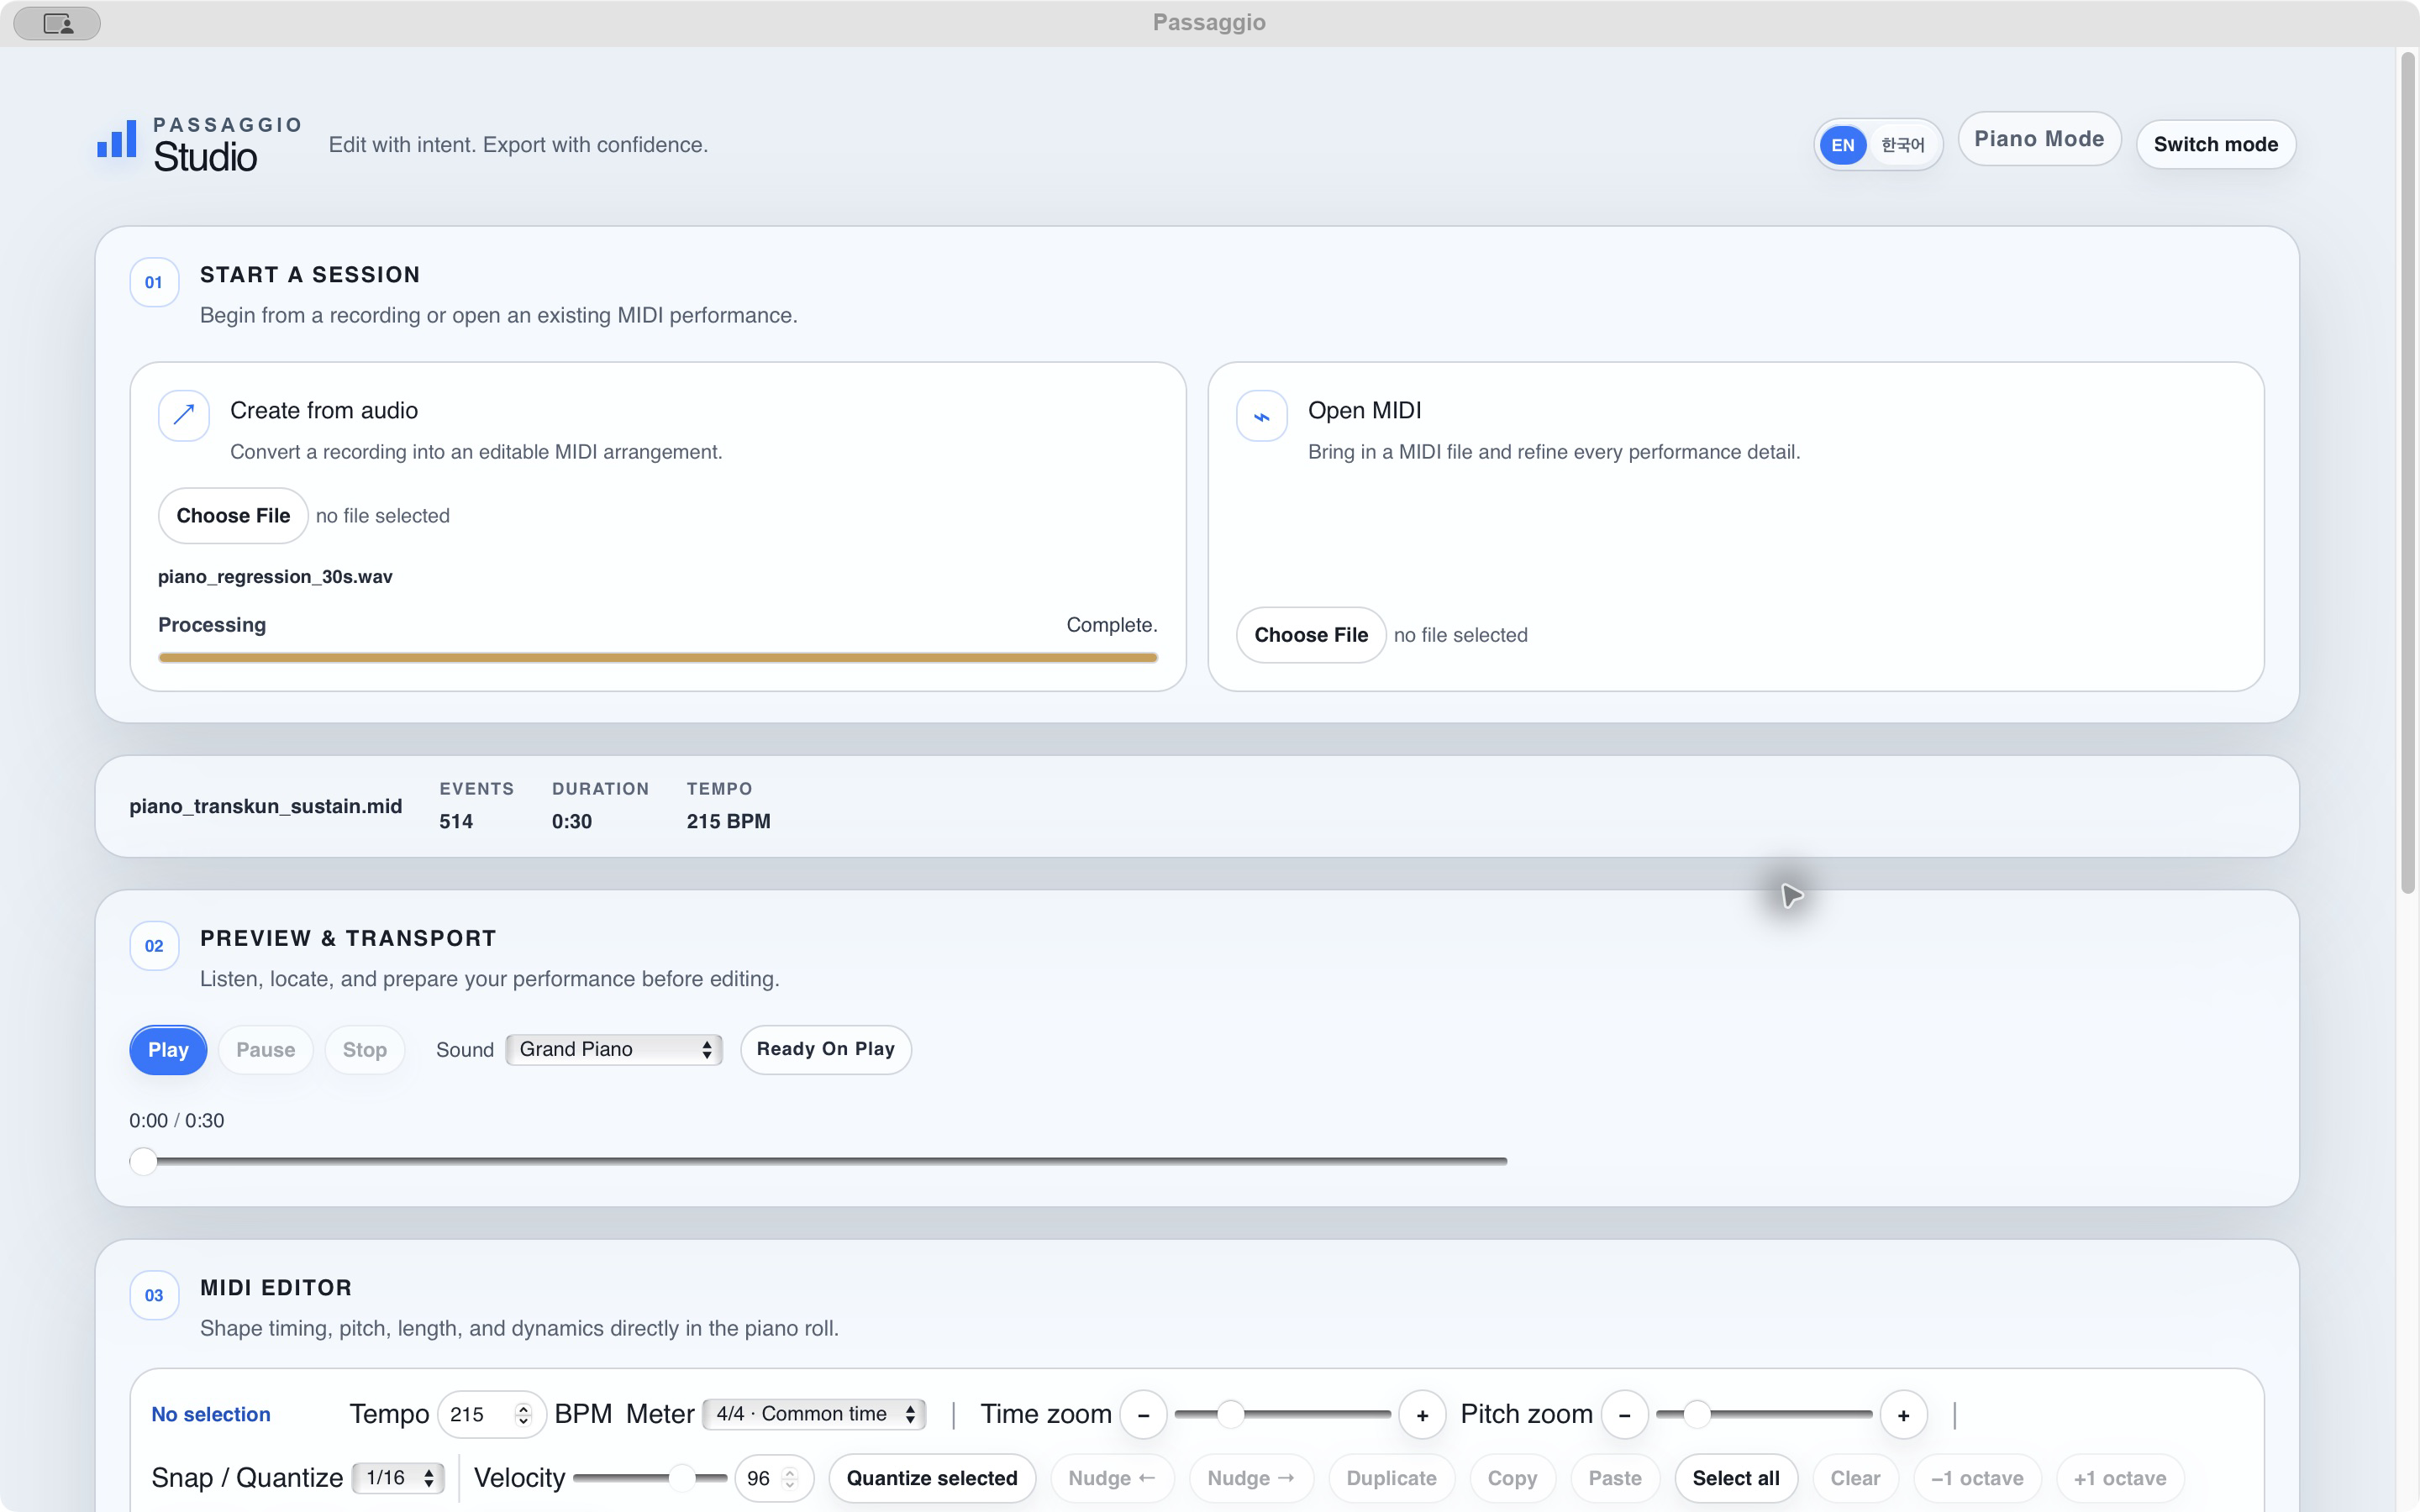 Passaggio
PASSAGGIO
Studio
Edit with intent. Export with confidence.
EN 한국어 Piano Mode Switch mode
01 START A SESSION
Begin from a recording or open an existing MIDI performance.
Create from audio
Convert a recording into an editable MIDI arrangement.
Choose File no file selected
piano_regression_30s.wav
Processing Complete.
Open MIDI
Bring in a MIDI file and refine every performance detail.
Choose File no file selected
piano_transkun_sustain.mid
EVENTS DURATION TEMPO
514 0:30 215 BPM
02 PREVIEW & TRANSPORT
Listen, locate, and prepare your performance before editing.
Play Pause Stop Sound Grand Piano Ready On Play
0:00 / 0:30
03 MIDI EDITOR
Shape timing, pitch, length, and dynamics directly in the piano roll.
No selection Tempo 215 BPM Meter 4/4 · Common time | Time zoom − + Pitch zoom − + |
Snap / Quantize 1/16 Velocity 96 Quantize selected Nudge ← Nudge → Duplicate Copy Paste Select all Clear −1 octave +1 octave